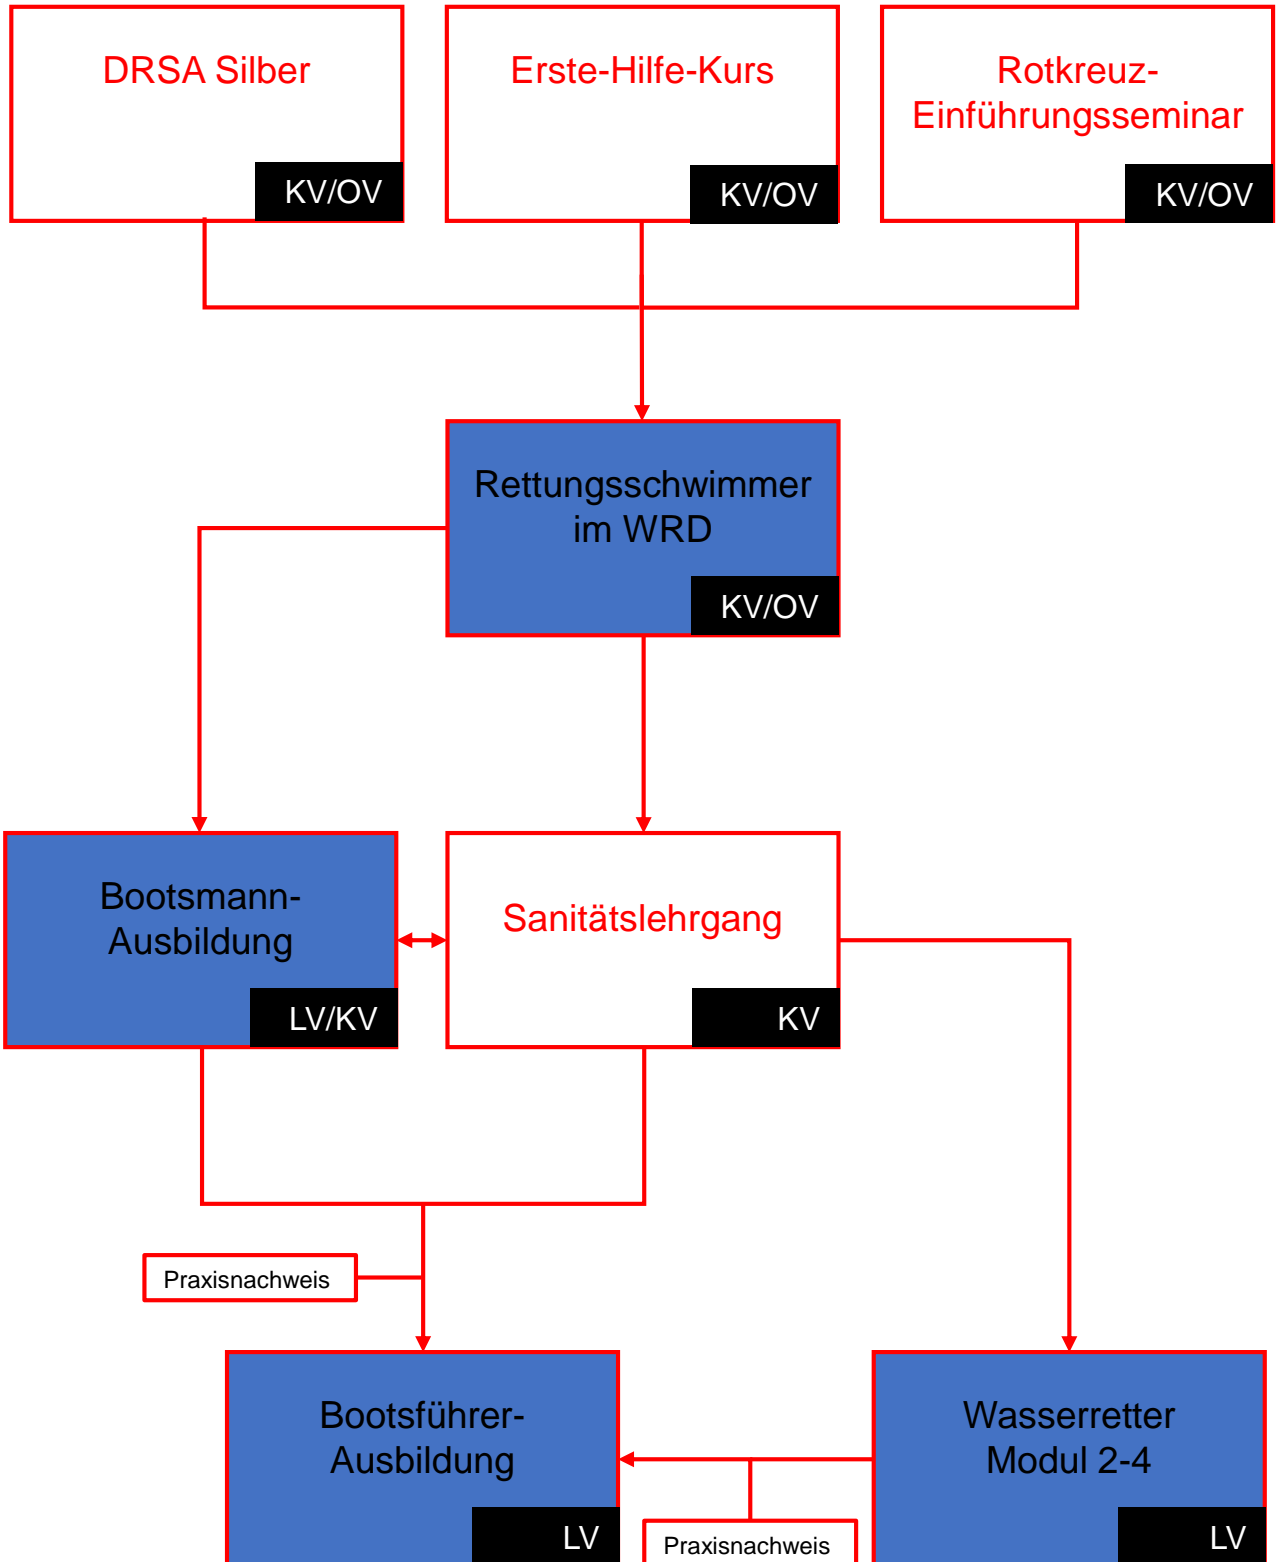 DRSA Silber
KV/OV
Erste-Hilfe-Kurs
KV/OV
Rotkreuz-
Einführungsseminar
KV/OV
Rettungsschwimmer
im WRD
KV/OV
Bootsmann-
Ausbildung
LV/KV
Sanitätslehrgang
KV
Praxisnachweis
Bootsführer-
Ausbildung
LV
Praxisnachweis
Wasserretter
Modul 2-4
LV